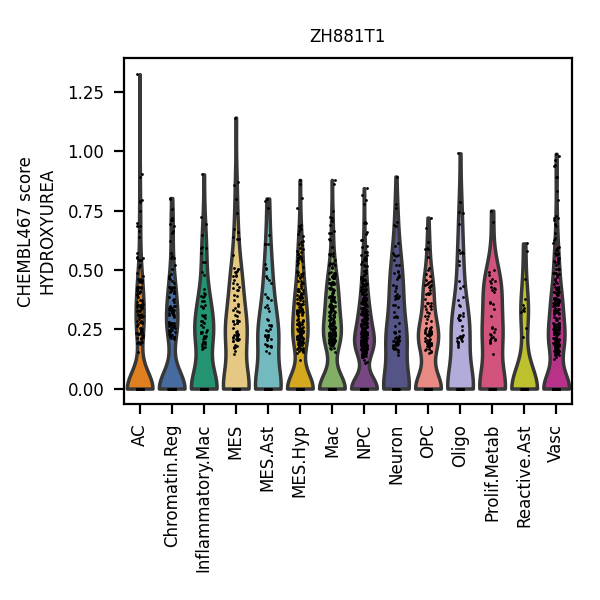 ZH881T1
CHEMBL467 score
HYDROXYUREA
1.25
1.00
0.75
0.50
0.25
0.00
AC
Chromatin.Reg
Inflammatory.Mac
MES
MES.Ast
MES.Hyp
Mac
NPC
Neuron
OPC
Oligo
Prolif.Metab
Reactive.Ast
Vasc